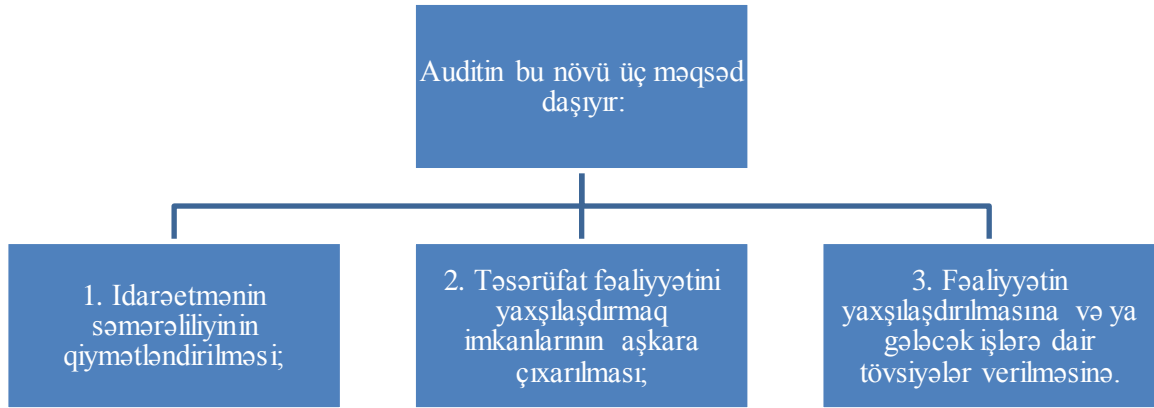 Auditin bu növü üç məqsəd
daşıyır:
1. Idarəetmənin
səmərəliliyinin
qiymətləndirilməsi;
2. Təsərüfat fəaliyyətini
yaxşılaşdırmaq
imkanlarının aşkara
çıxarılması;
3. Fəaliyyətin
yaxşılaşdırılmasına və ya
gələcək işlərə dair
tövsiyələr verilməsinə.